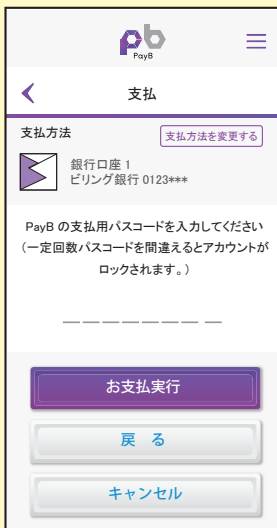 pb
PayB
支払
支払方法
支払方法を変更する
銀行口座 1
ビリング銀行 0123***
PayB の支払用パスコードを入力してください
（一定回数パスコードを間違えるとアカウントが
ロックされます。）
お支払実行
戻 る
キャンセル